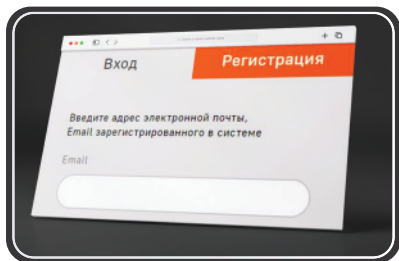 Вход
Регистрация
Введите адрес электронной почты,
Email зарегистрированного в системе
Email